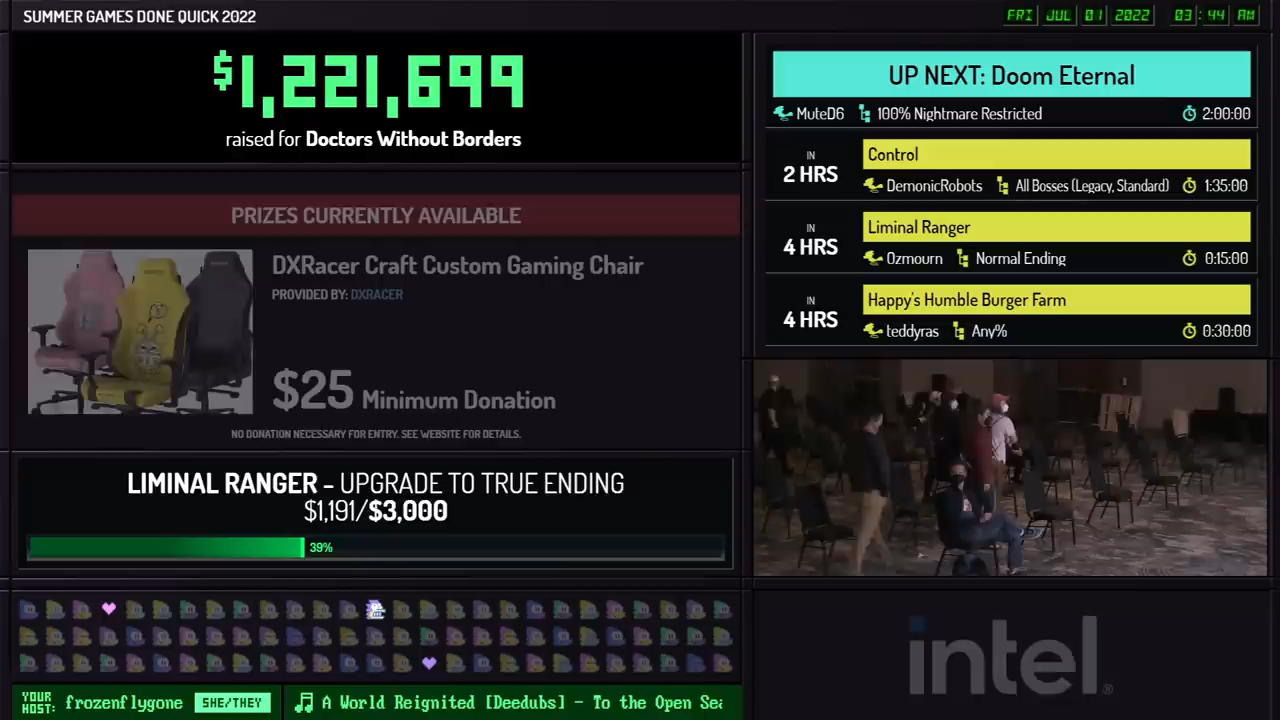 SUMMER GAMES DONE QUICK 2022
FRI JUL 01 2022 03:44 AM
$1,221,699
raised for Doctors Without Borders
PRIZES CURRENTLY AVAILABLE
DXRacer Craft Custom Gaming Chair
PROVIDED BY: DXRACER
$25 Minimum Donation
NO DONATION NECESSARY FOR ENTRY. SEE WEBSITE FOR DETAILS.
LIMINAL RANGER - UPGRADE TO TRUE ENDING
$1,191/$3,000
39%
YOUR HOST: frozenflygone SHE/THEY
A World Reignited [Deedubs] - To the Open Sea
UP NEXT: Doom Eternal
MuteD6 100% Nightmare Restricted 2:00:00
IN 2 HRS
Control
DemonicRobots All Bosses (Legacy, Standard) 1:35:00
IN 4 HRS
Liminal Ranger
Ozmourn Normal Ending 0:15:00
IN 4 HRS
Happy's Humble Burger Farm
teddyras Any% 0:30:00
intel®